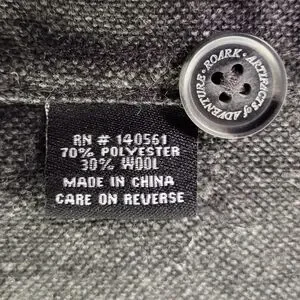 ROARK • ARTIFACTS of ADVENTURE •
RN # 140561
70% POLYESTER
30% WOOL
MADE IN CHINA
CARE ON REVERSE